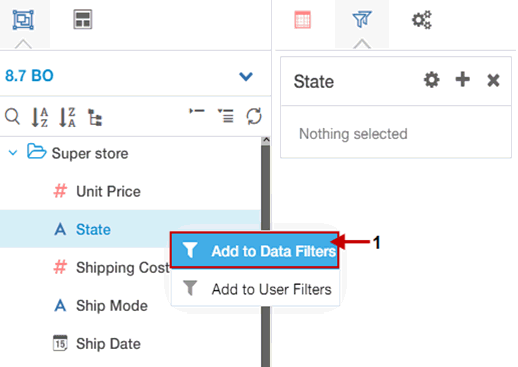 8.7 BO
A
Z
Z
A
Super store
# Unit Price
A State
# Shipping Cost
A Ship Mode
15 Ship Date
Add to Data Filters
Add to User Filters
1
State
Nothing selected